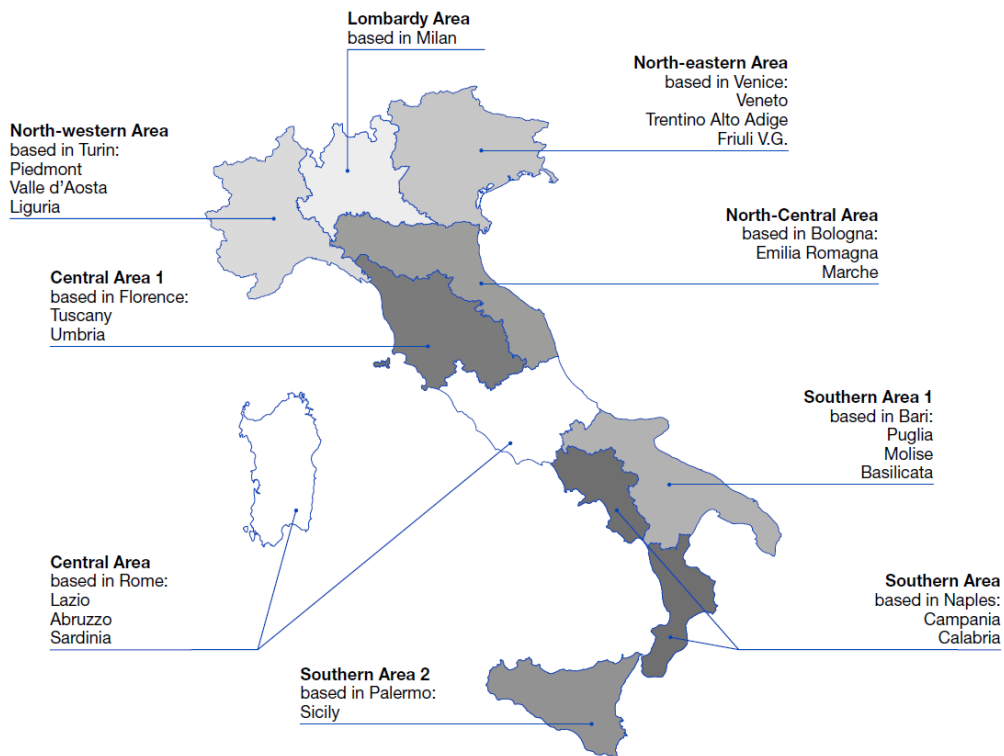 Lombardy Area
based in Milan
North-eastern Area
based in Venice:
Veneto
Trentino Alto Adige
Friuli V.G.
North-western Area
based in Turin:
Piedmont
Valle d'Aosta
Liguria
North-Central Area
based in Bologna:
Emilia Romagna
Marche
Central Area 1
based in Florence:
Tuscany
Umbria
Southern Area 1
based in Bari:
Puglia
Molise
Basilicata
Central Area
based in Rome:
Lazio
Abruzzo
Sardinia
Southern Area
based in Naples:
Campania
Calabria
Southern Area 2
based in Palermo:
Sicily